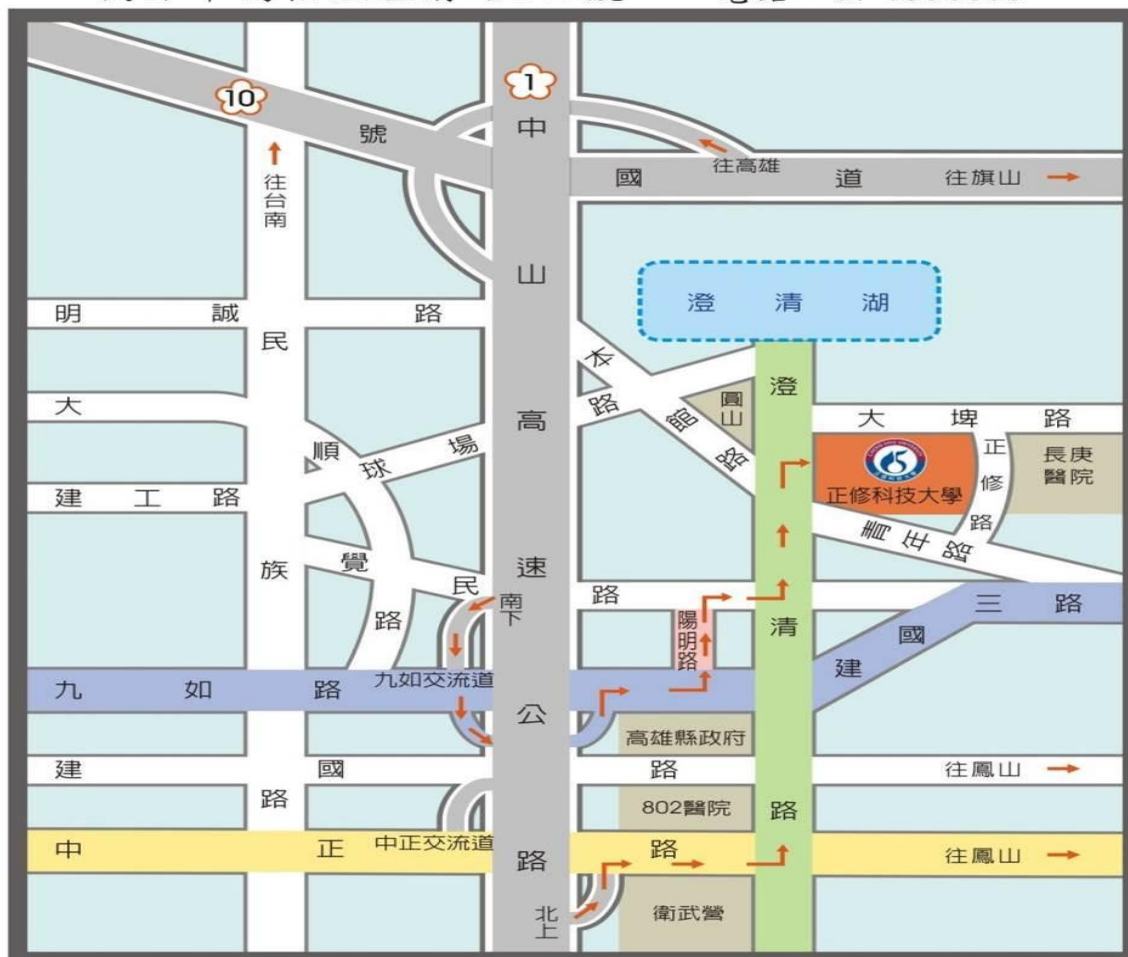 10
號
1
中山高速公路
國道
往高雄
往旗山
往台南
澄清湖
明誠路
民族路
本館路
澄清路
圓山
大埤路
大順路
球場路
建工路
正修路
長庚醫院
正修科技大學
青年路
覺民路
南下
陽明路
建國三路
九如路
九如交流道
高雄縣政府
建國路
往鳳山
802醫院
中正路
中正交流道
往鳳山
北上
衛武營